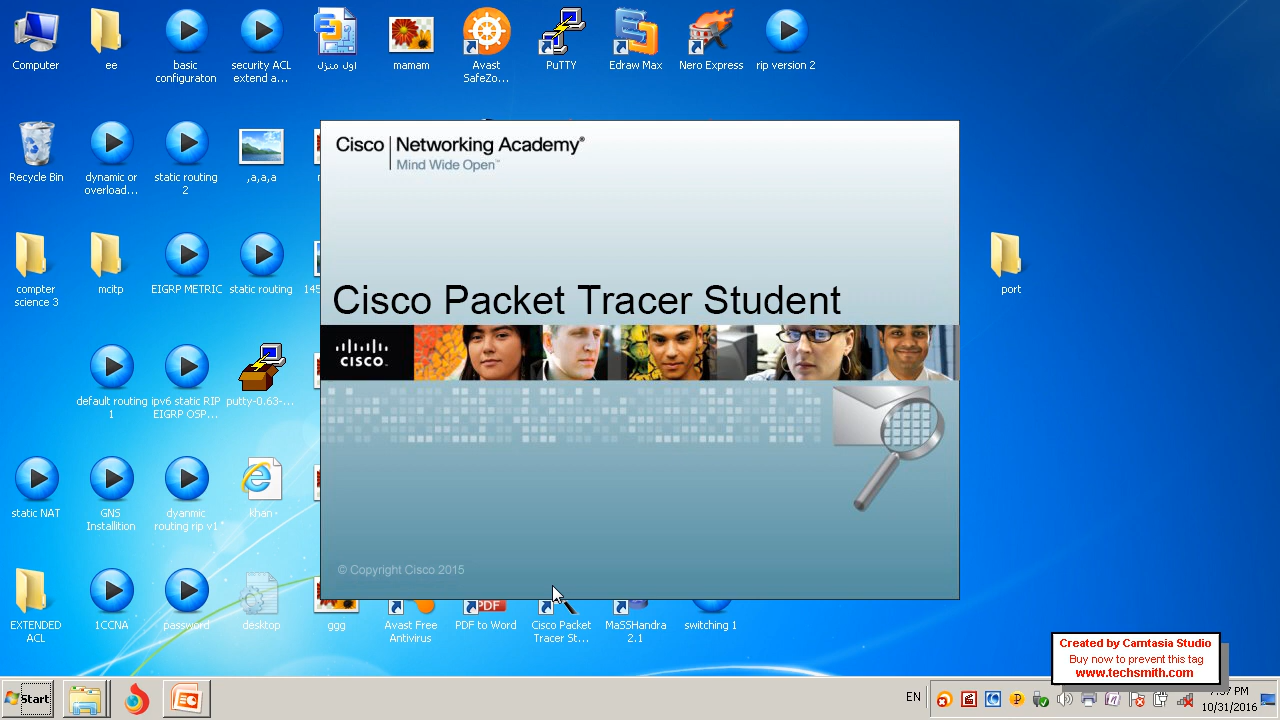 Computer
ee
basic
configuraton
security ACL
extend a...
اول منزل
mamam
Avast
SafeZo...
PuTTY
Edraw Max
Nero Express
rip version 2
Cisco | Networking Academy®
Mind Wide Open™
Recycle Bin
dynamic or
overload...
static routing
2
,a,a,a
compter
science 3
mcitp
EIGRP METRIC
static routing
port
Cisco Packet Tracer Student
CISCO
default routing
1
ipv6 static RIP
EIGRP OSP...
putty-0.63-...
static NAT
GNS
Installition
dyanmic
routing rip v1
khan
© Copyright Cisco 2015
EXTENDED
ACL
1CCNA
password
desktop
ggg
Avast Free
Antivirus
PDF
PDF to Word
Cisco Packet
Tracer St...
MaSSHandra
2.1
switching 1
Created by Camtasia Studio
Buy now to prevent this tag
www.techsmith.com
Start
EN
PM
10/31/2016